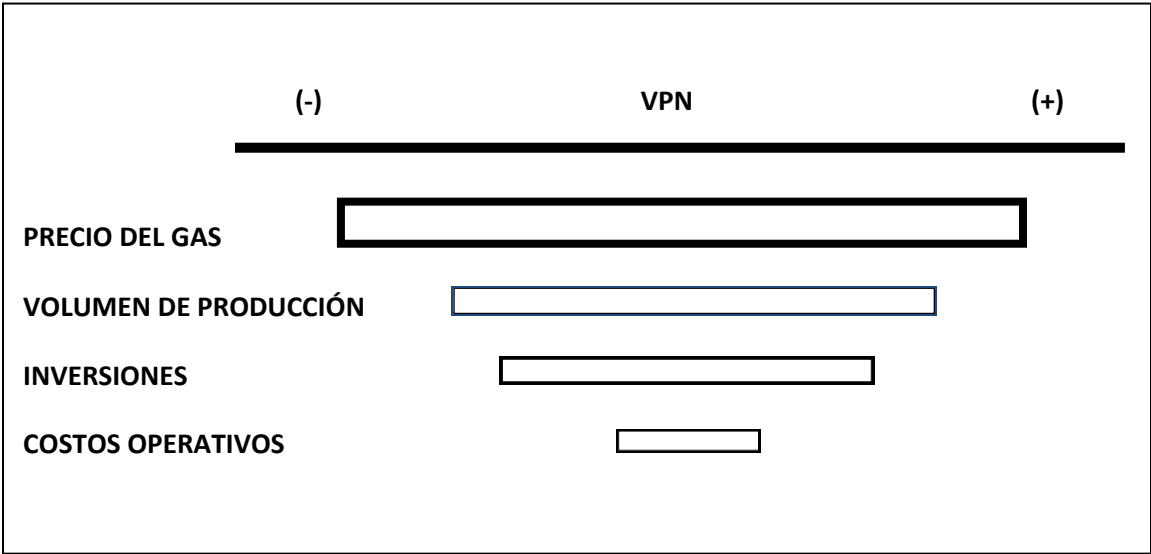 (-) VPN (+)
PRECIO DEL GAS
VOLUMEN DE PRODUCCIÓN
INVERSIONES
COSTOS OPERATIVOS